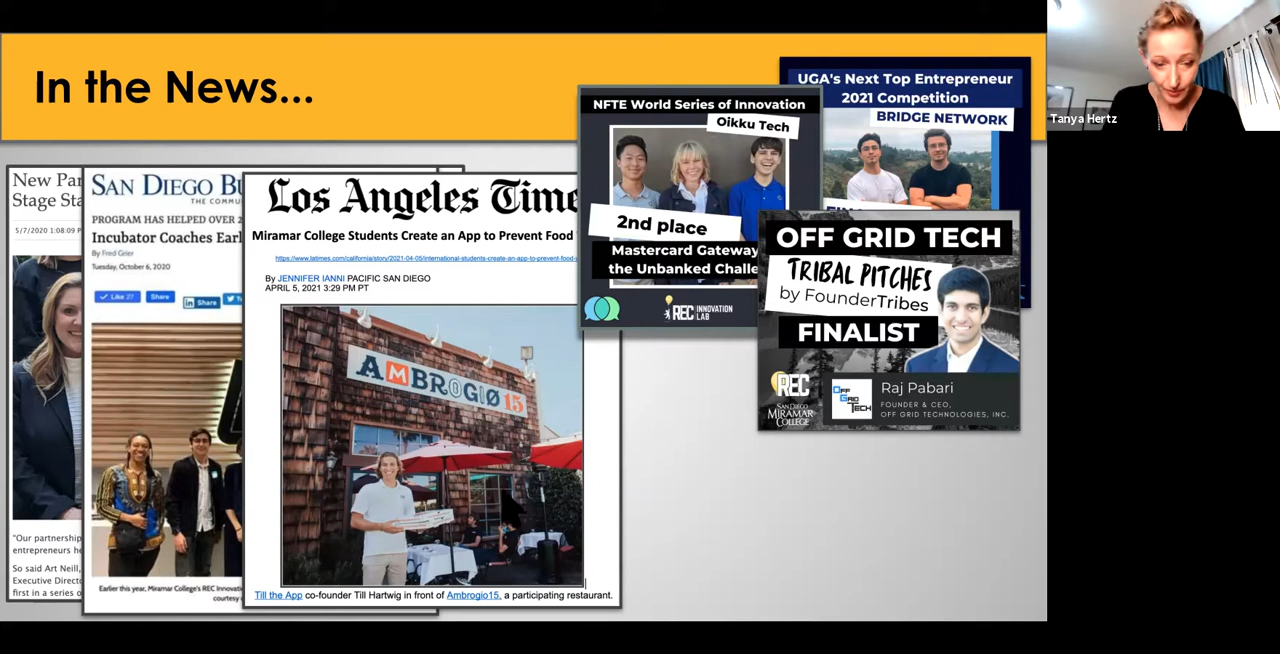 In the News...
New Par
Stage Sta
5/7/2020 1:08:09 P
"Our partnership
entrepreneurs he
So said Art Neill,
Executive Direct
first in a series o
SAN DIEGO BU
THE COMMU
PROGRAM HAS HELPED OVER 2
Incubator Coaches Earl
By Fred Grier
Tuesday, October 6, 2020
Like 27
Share
in Share
Tw
Earlier this year, Miramar College's REC Innovati
courtesy
Los Angeles Time
Miramar College Students Create an App to Prevent Food
https://www.latimes.com/california/story/2021-04-05/international-students-create-an-app-to-prevent-food-
By JENNIFER IANNI PACIFIC SAN DIEGO
APRIL 5, 2021 3:29 PM PT
AMBROGIO 15
Till the App co-founder Till Hartwig in front of Ambrogio15, a participating restaurant.
NFTE World Series of Innovation
Oikku Tech
2nd place
Mastercard Gateway
the Unbanked Challe
REC INNOVATION
LAB
UGA's Next Top Entrepreneur
2021 Competition
BRIDGE NETWORK
OFF GRID TECH
TRIBAL PITCHES
by FounderTribes
FINALIST
REC
SAN DIEGO
MIRAMAR
COLLEGE
OFF
GRID
TECH
Raj Pabari
FOUNDER & CEO,
OFF GRID TECHNOLOGIES, INC.
Tanya Hertz